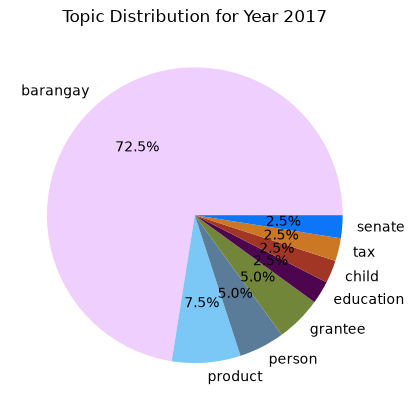 Topic Distribution for Year 2017
barangay
72.5%
2.5%
senate
2.5%
tax
2.5%
child
2.5%
education
5.0%
grantee
5.0%
person
7.5%
product